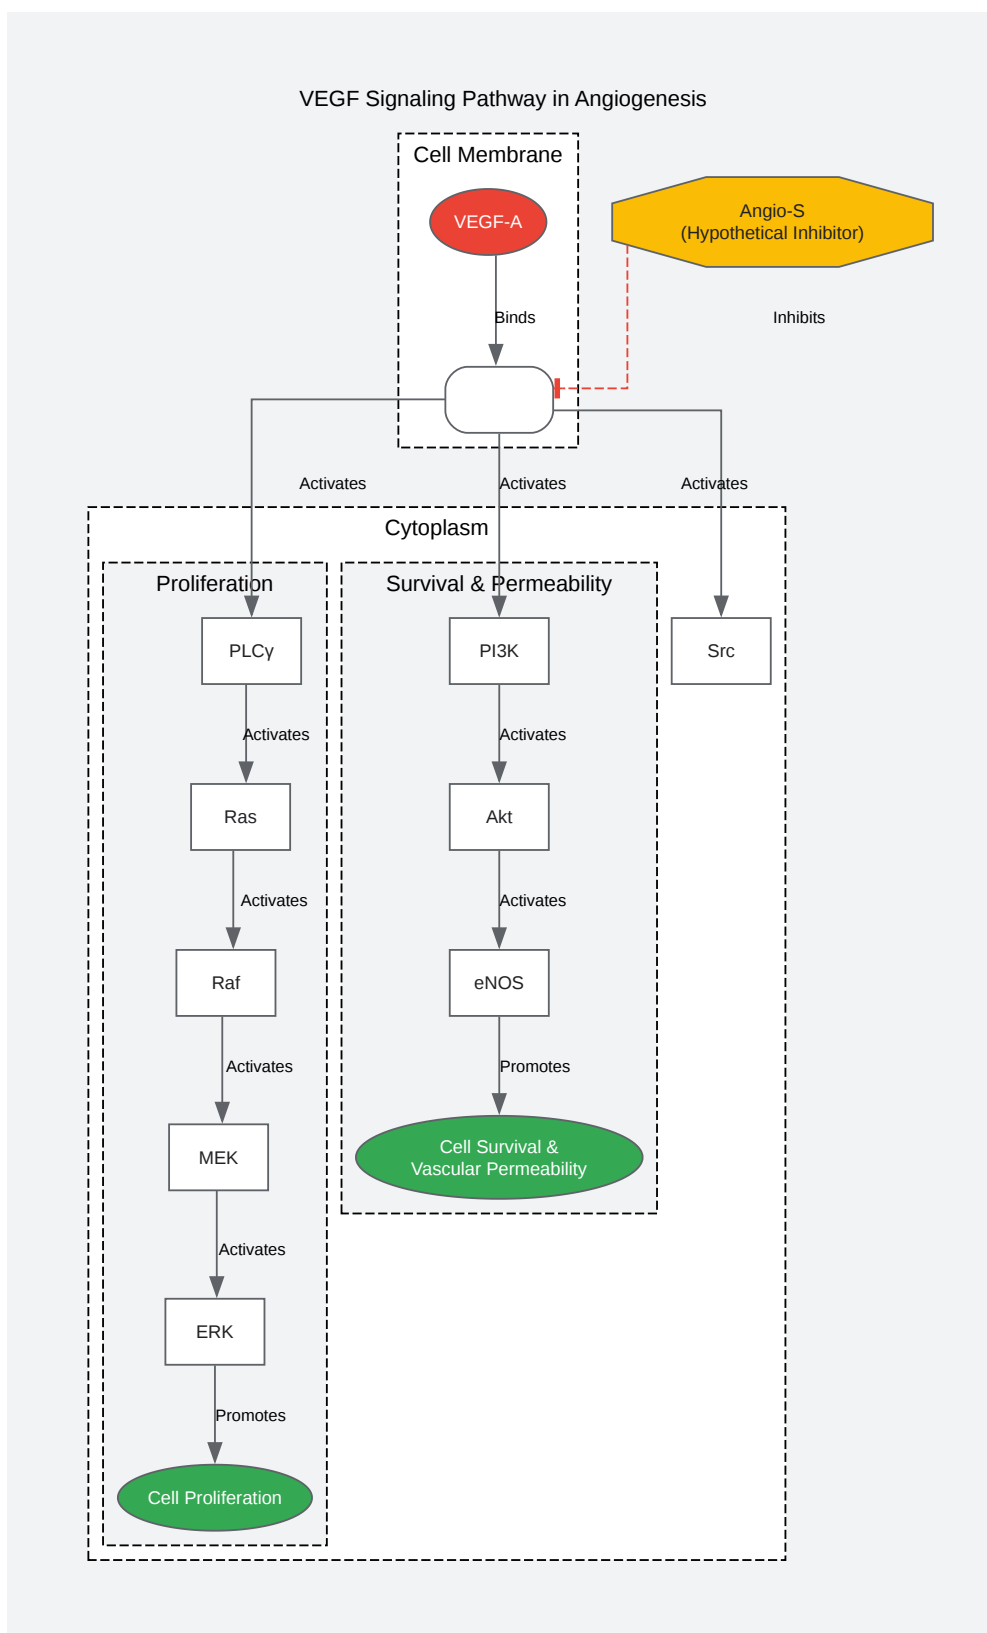 VEGF Signaling Pathway in Angiogenesis
Cell Membrane
VEGF-A
Angio-S
(Hypothetical Inhibitor)
Binds
Inhibits
Activates
Activates
Activates
Cytoplasm
Proliferation
Survival & Permeability
PLCγ
PI3K
Src
Activates
Activates
Ras
Akt
Activates
Activates
Raf
eNOS
Activates
Promotes
MEK
Cell Survival &
Vascular Permeability
Activates
ERK
Promotes
Cell Proliferation